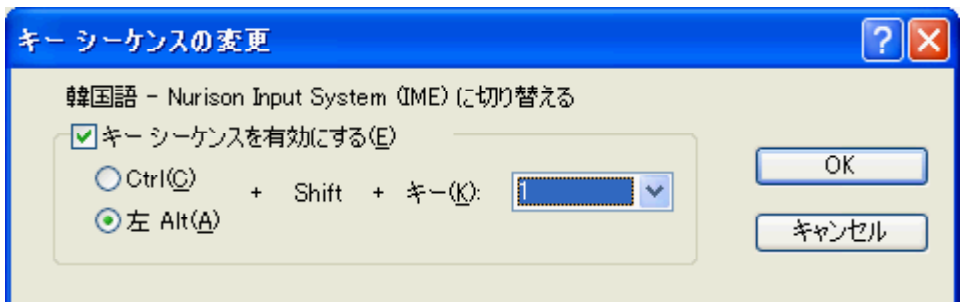 キー シーケンスの変更
韓国語 - Nurison Input System (IME) に切り替える
キー シーケンスを有効にする(E)
Ctrl(C)
左 Alt(A)
+ Shift + キー(K):
OK
キャンセル